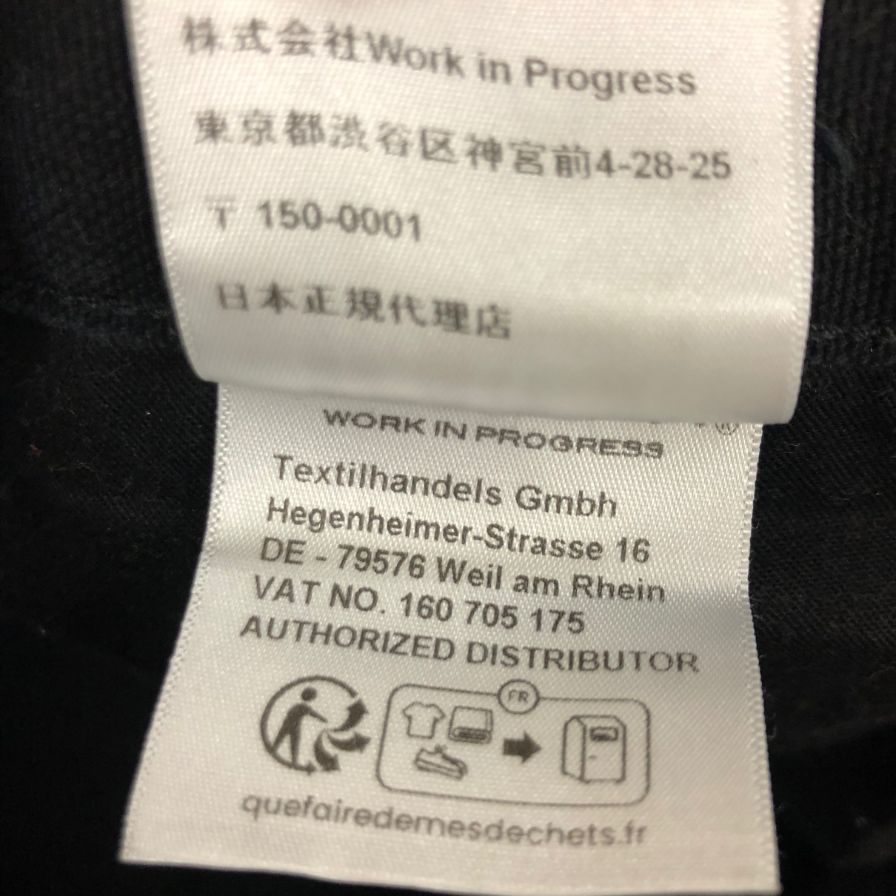 株式会社Work in Progress
東京都渋谷区神宮前4-28-25
〒 150-0001
日本正規代理店
®
WORK IN PROGRESS
Textilhandels Gmbh
Hegenheimer-Strasse 16
DE - 79576 Weil am Rhein
VAT NO. 160 705 175
AUTHORIZED DISTRIBUTOR
FR
quefairedemesdechets.fr